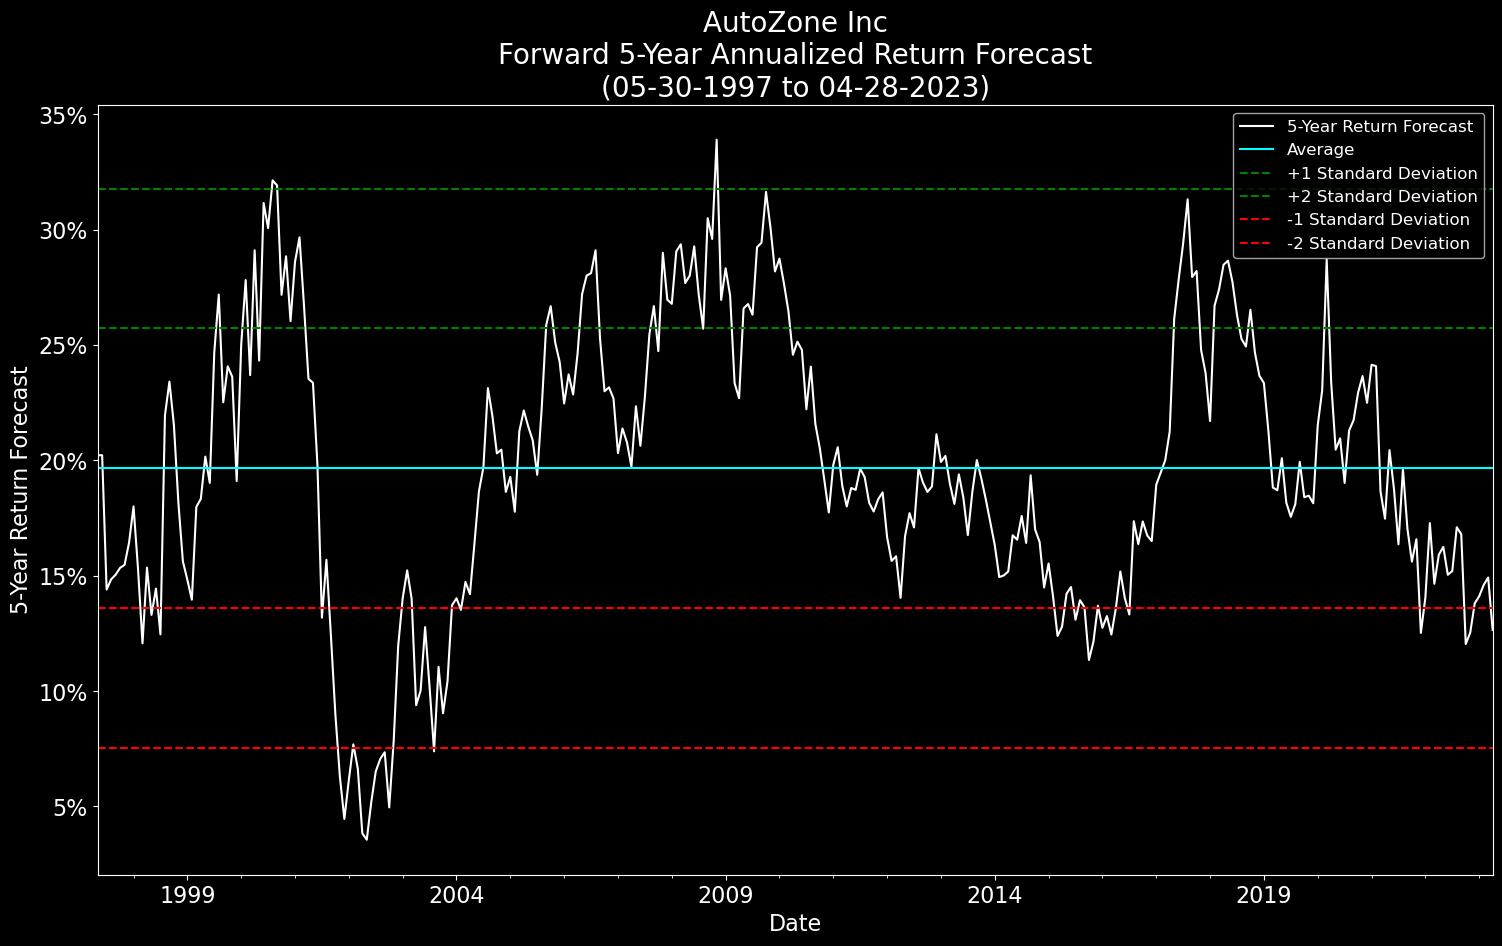 AutoZone Inc
Forward 5-Year Annualized Return Forecast
(05-30-1997 to 04-28-2023)
35%
30%
25%
20%
15%
10%
5%
5-Year Return Forecast
5-Year Return Forecast
Average
+1 Standard Deviation
+2 Standard Deviation
-1 Standard Deviation
-2 Standard Deviation
1999
2004
2009
2014
2019
Date